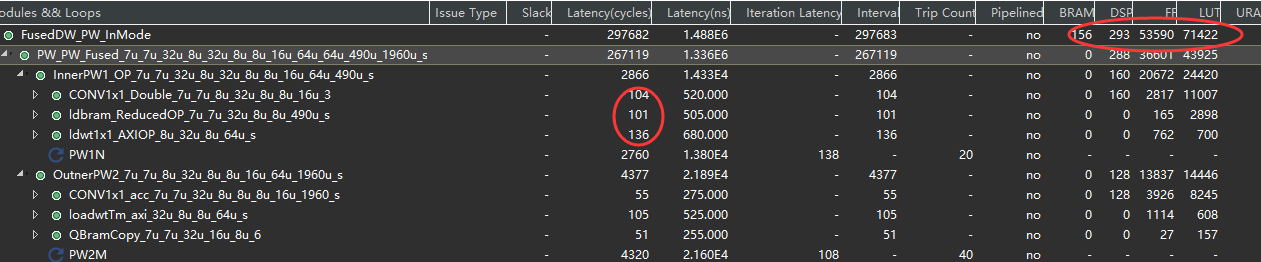 odules && Loops Issue Type Slack Latency(cycles) Latency(ns) Iteration Latency Interval Trip Count Pipelined BRAM DSP FF LUT URA
FusedDW_PW_InMode - 297682 1.488E6 - 297683 - no 156 293 53590 71422
PW_PW_Fused_7u_7u_32u_8u_32u_8u_8u_16u_64u_64u_490u_1960u_s - 267119 1.336E6 - 267119 - no 0 288 36601 43925
InnerPW1_OP_7u_7u_32u_8u_32u_8u_8u_16u_64u_490u_s - 2866 1.433E4 - 2866 - no 0 160 20672 24420
CONV1x1_Double_7u_7u_8u_32u_8u_8u_16u_3 - 104 520.000 - 104 - no 0 160 2817 11007
ldbram_ReducedOP_7u_7u_32u_8u_8u_490u_s - 101 505.000 - 101 - no 0 0 165 2898
ldwt1x1_AXIOP_8u_32u_8u_64u_s - 136 680.000 - 136 - no 0 0 762 700
PW1N - 2760 1.380E4 138 - 20 no - - - -
OutnerPW2_7u_7u_8u_32u_8u_8u_16u_64u_1960u_s - 4377 2.189E4 - 4377 - no 0 128 13837 14446
CONV1x1_acc_7u_7u_32u_8u_8u_8u_16u_1960_s - 55 275.000 - 55 - no 0 128 3926 8245
loadwtTm_axi_32u_8u_8u_64u_s - 105 525.000 - 105 - no 0 0 1114 608
QBramCopy_7u_7u_32u_16u_8u_6 - 51 255.000 - 51 - no 0 0 27 157
PW2M - 4320 2.160E4 108 - 40 no - - - -